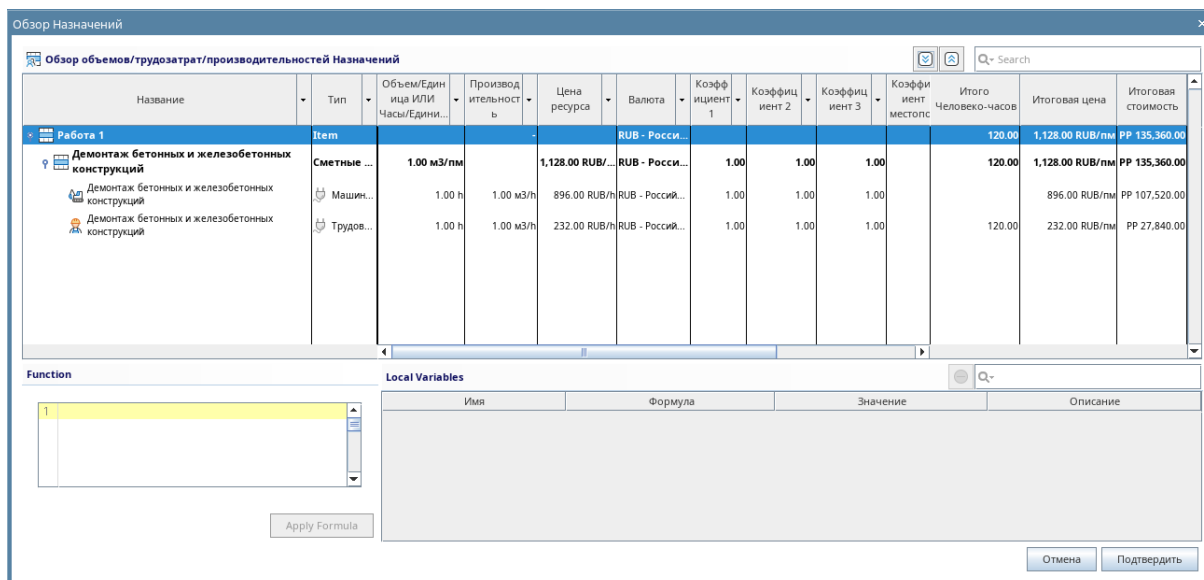 Обзор Назначений
Обзор объемов/трудозатрат/производительностей Назначений
Search
Название
Тип
Объем/Един
ица ИЛИ
Часы/Едини...
Производ
ительност
ь
Цена
ресурса
Валюта
Коэфф
ициент
1
Коэффиц
иент 2
Коэффиц
иент 3
Коэффи
иент
местопо
Итого
Человеко-часов
Итоговая цена
Итоговая
стоимость
Работа 1 Item - RUB - Росси... 120.00 1,128.00 RUB/пм PP 135,360.00
Демонтаж бетонных и железобетонных
конструкций
Сметные ... 1.00 м3/пм 1,128.00 RUB/... RUB - Росси... 1.00 1.00 1.00 120.00 1,128.00 RUB/пм PP 135,360.00
Демонтаж бетонных и железобетонных
конструкций
Машин... 1.00 h 1.00 м3/h 896.00 RUB/h RUB - Россий... 1.00 1.00 1.00 896.00 RUB/пм PP 107,520.00
Демонтаж бетонных и железобетонных
конструкций
Трудов... 1.00 h 1.00 м3/h 232.00 RUB/h RUB - Россий... 1.00 1.00 1.00 120.00 232.00 RUB/пм PP 27,840.00
Function
Local Variables
1
Имя Формула Значение Описание
Apply Formula
Отмена Подтвердить